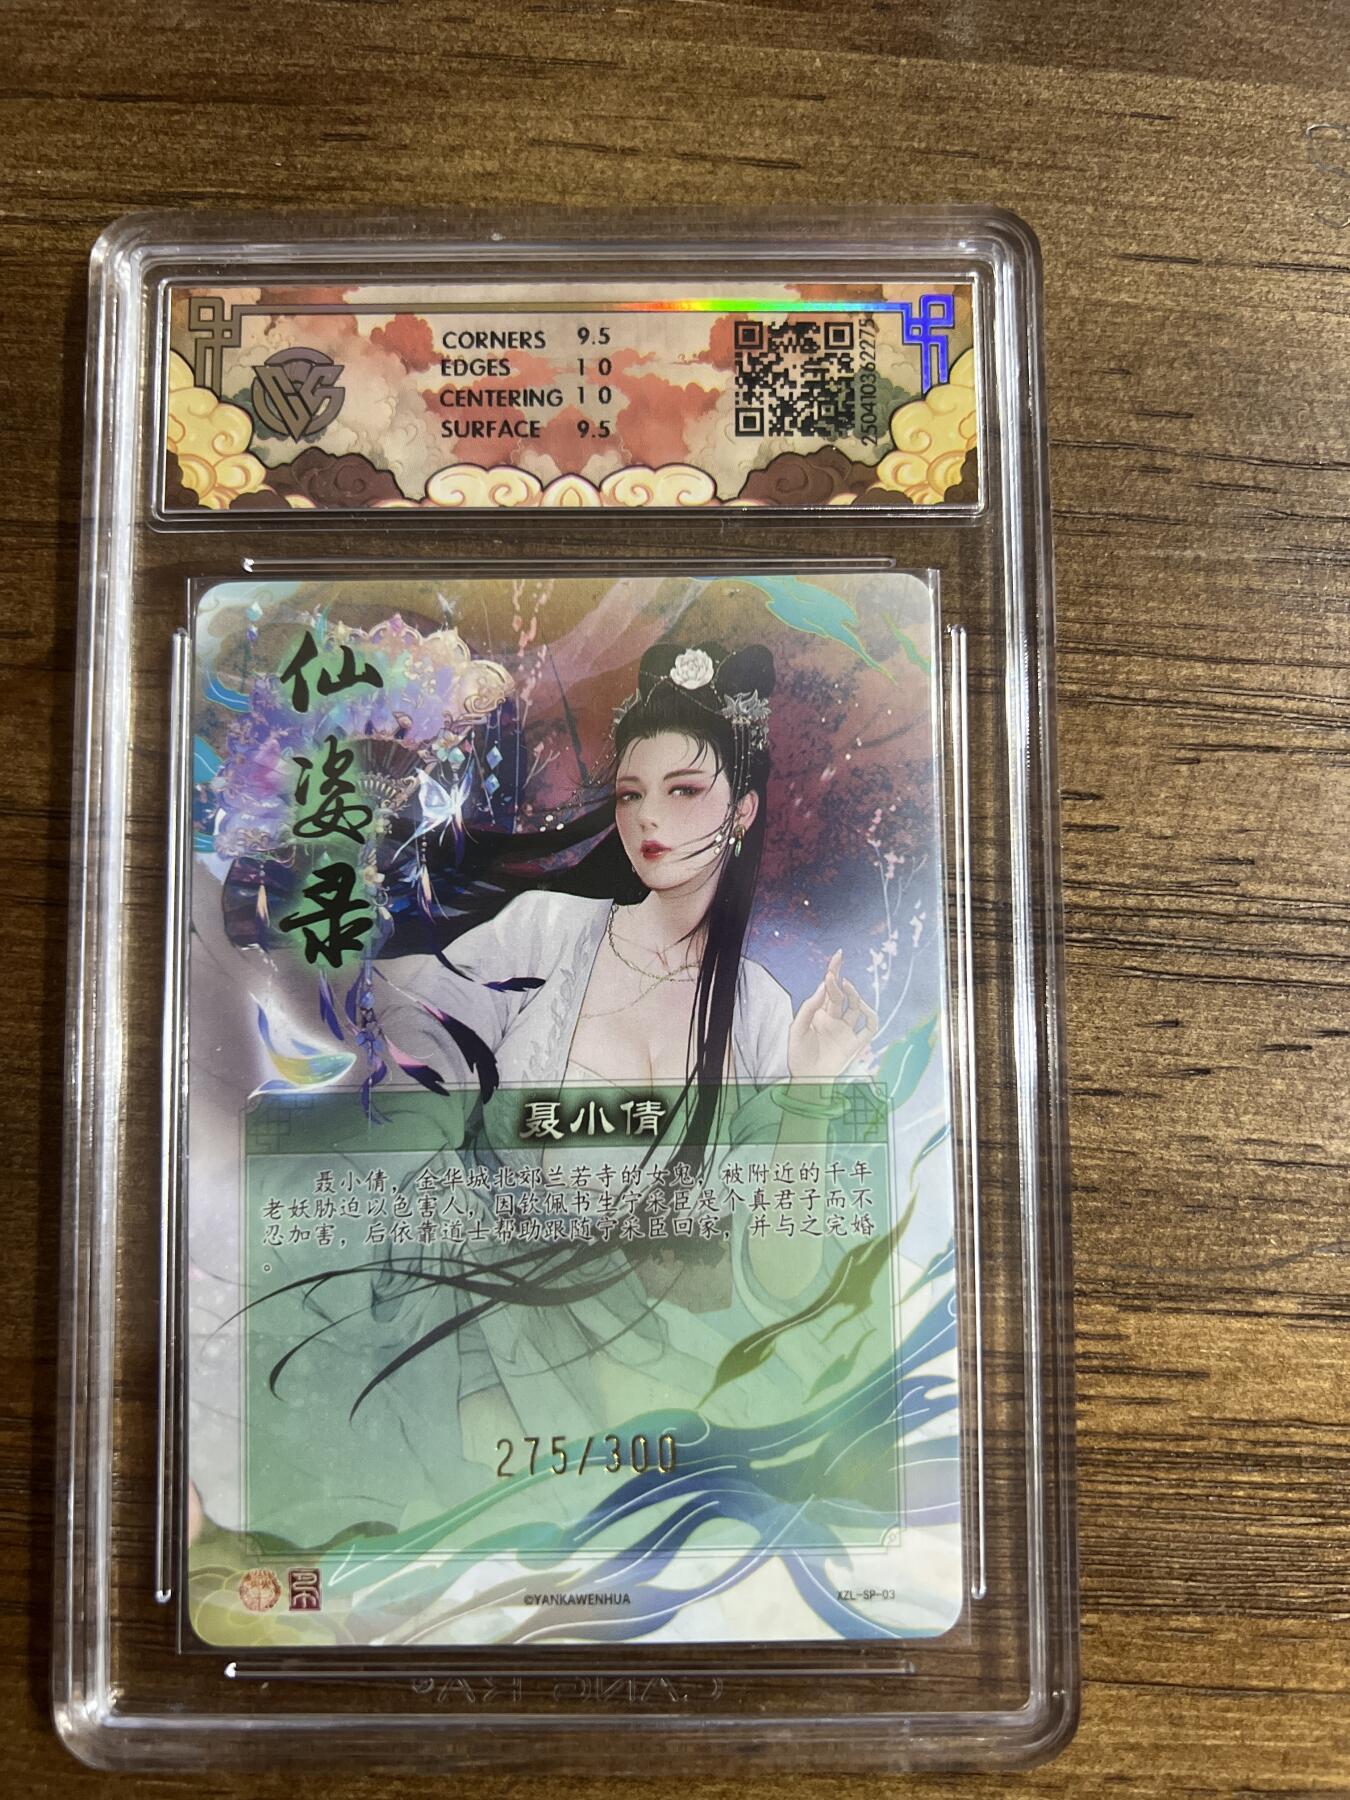 CORNERS 9.5
EDGES 10
CENTERING 10
SURFACE 9.5
250410362275
仙姿录
聂小倩
聂小倩，金华城北郊兰若寺的女鬼，被附近的千年
老妖胁迫以色害人，因钦佩书生宁采臣是个真君子而不
忍加害，后依靠道士帮助跟随宁采臣回家，并与之完婚
。
275/300
©YANKAWENHUA
XZL-SP-03